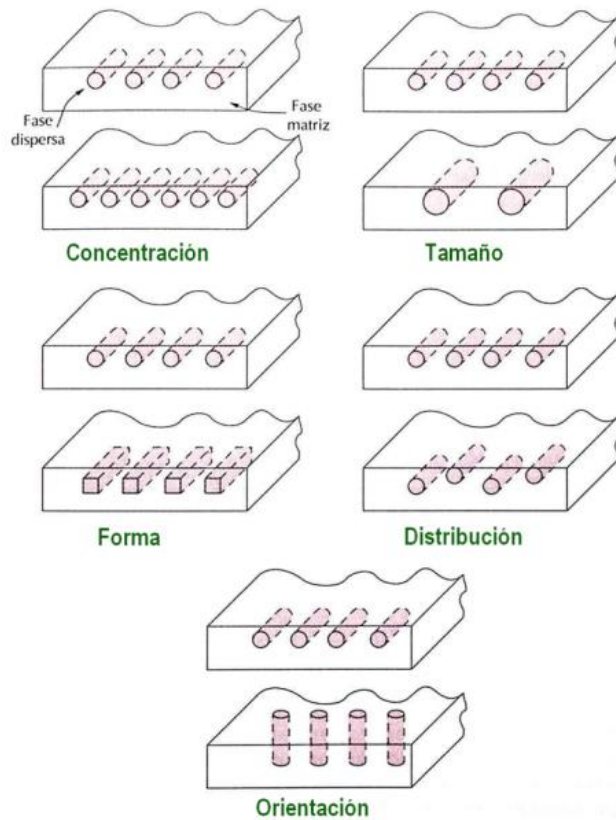 Fase
dispersa
Fase
matriz
Concentración
Tamaño
Forma
Distribución
Orientación